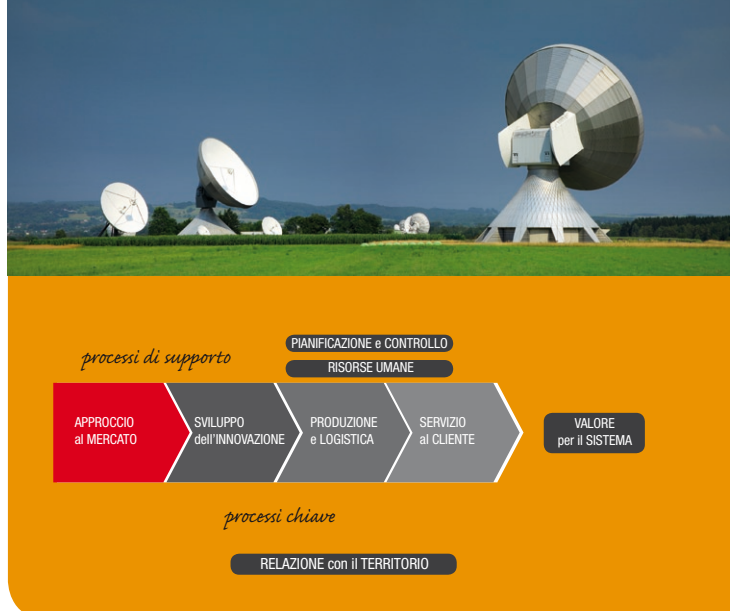 PIANIFICAZIONE e CONTROLLO
processi di supporto
RISORSE UMANE
APPROCCIO
al MERCATO
SVILUPPO
dell'INNOVAZIONE
PRODUZIONE
e LOGISTICA
SERVIZIO
al CLIENTE
VALORE
per il SISTEMA
processi chiave
RELAZIONE con il TERRITORIO